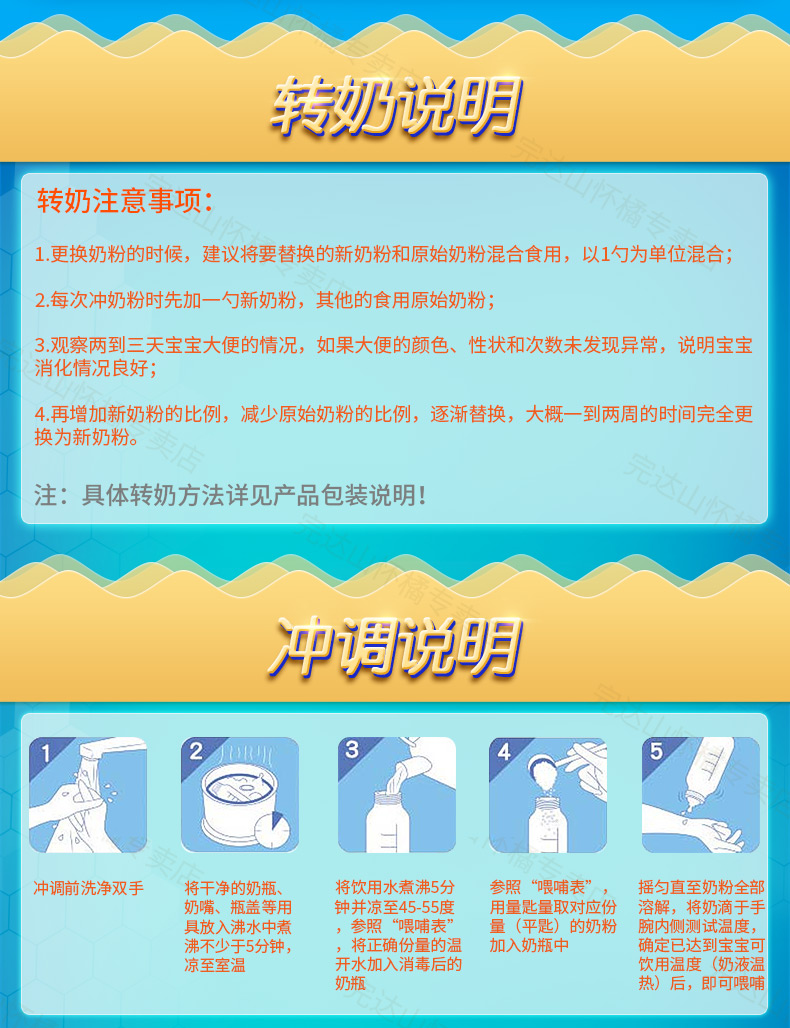 转奶说明
转奶注意事项：
1.更换奶粉的时候，建议将要替换的新奶粉和原始奶粉混合食用，以1勺为单位混合；
2.每次冲奶粉时先加一勺新奶粉，其他的食用原始奶粉；
3.观察两到三天宝宝大便的情况，如果大便的颜色、性状和次数未发现异常，说明宝宝
消化情况良好；
4.再增加新奶粉的比例，减少原始奶粉的比例，逐渐替换，大概一到两周的时间完全更
换为新奶粉。
注：具体转奶方法详见产品包装说明！
冲调说明
1
冲调前洗净双手
2
将干净的奶瓶、
奶嘴、瓶盖等用
具放入沸水中煮
沸不少于5分钟，
凉至室温
3
将饮用水煮沸5分
钟并凉至45-55度
，参照“喂哺表”
，将正确份量的温
开水加入消毒后的
奶瓶
4
参照“喂哺表”，
用量匙量取对应份
量（平匙）的奶粉
加入奶瓶中
5
摇匀直至奶粉全部
溶解，将奶滴于手
腕内侧测试温度，
确定已达到宝宝可
饮用温度（奶液温
热）后，即可喂哺
完达山怀橘专卖店